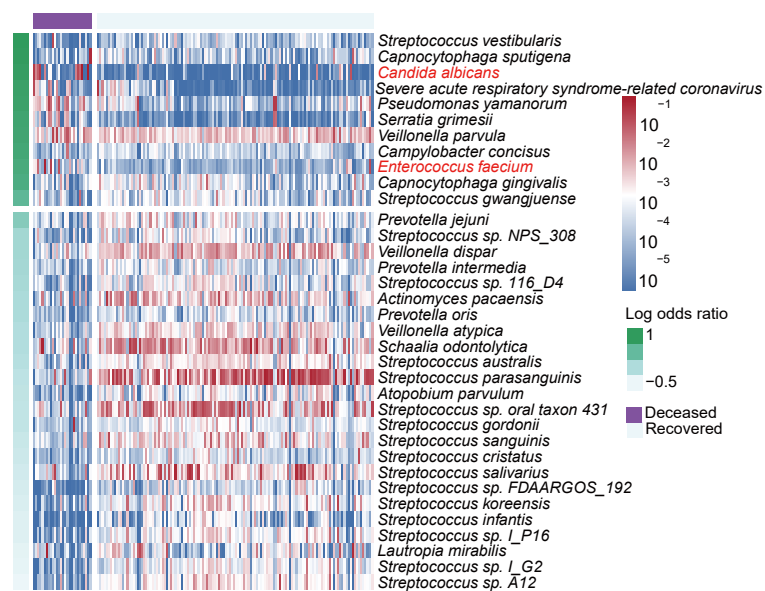 Streptococcus vestibularis
Capnocytophaga sputigena
Candida albicans
Severe acute respiratory syndrome-related coronavirus
Pseudomonas yamanorum
Serratia grimesii
Veillonella parvula
Campylobacter concisus
Enterococcus faecium
Capnocytophaga gingivalis
Streptococcus gwangjuense
Prevotella jejuni
Streptococcus sp. NPS_308
Veillonella dispar
Prevotella intermedia
Streptococcus sp. 116_D4
Actinomyces pacaensis
Prevotella oris
Veillonella atypica
Schaalia odontolytica
Streptococcus australis
Streptococcus parasanguinis
Atopobium parvulum
Streptococcus sp. oral taxon 431
Streptococcus gordonii
Streptococcus sanguinis
Streptococcus cristatus
Streptococcus salivarius
Streptococcus sp. FDAARGOS_192
Streptococcus koreensis
Streptococcus infantis
Streptococcus sp. I_P16
Lautropia mirabilis
Streptococcus sp. I_G2
Streptococcus sp. A12
10 −1
10 −2
10 −3
10 −4
10 −5
Log odds ratio
1
−0.5
Deceased
Recovered